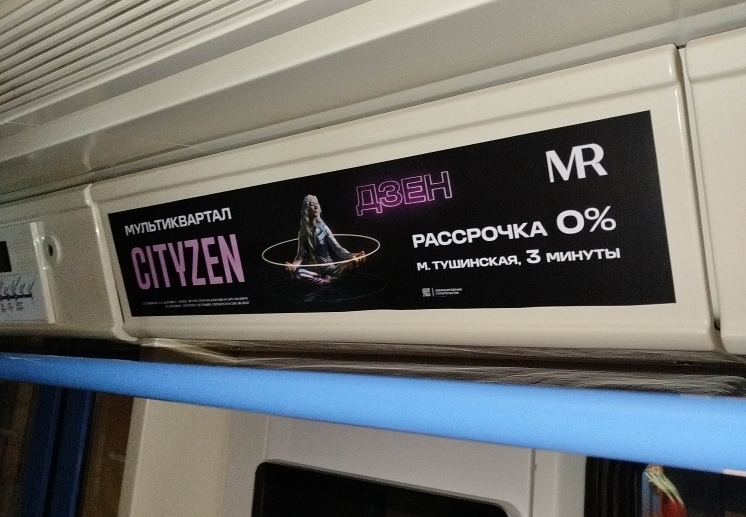 МУЛЬТИКВАРТАЛ
CITYZEN
ДЗЕН
MR
РАССРОЧКА 0%
М. ТУШИНСКАЯ, 3 МИНУТЫ